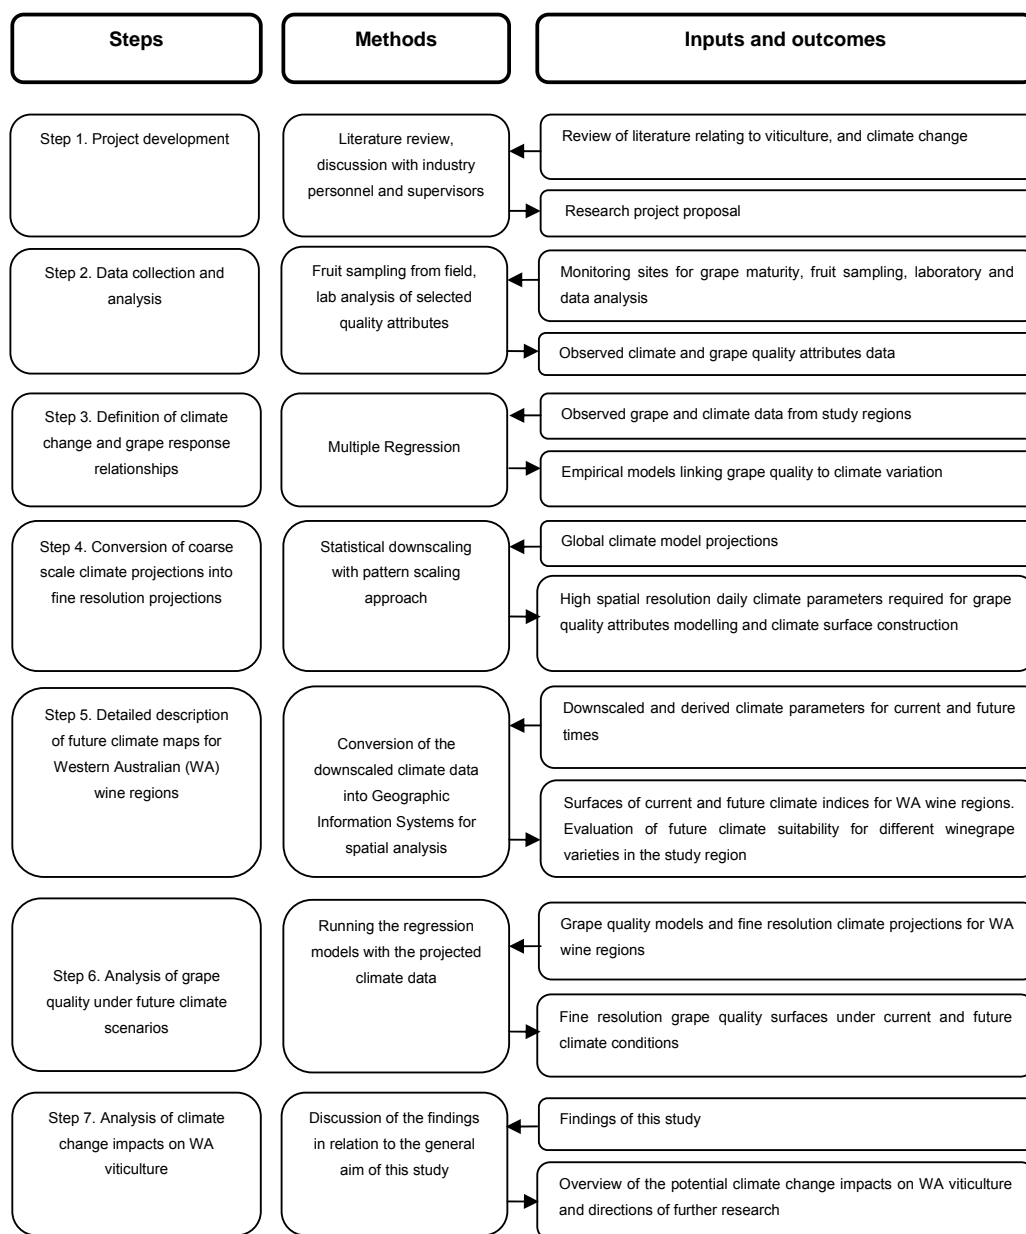 Steps
Methods
Inputs and outcomes
Step 1. Project development
Literature review,
discussion with industry
personnel and supervisors
Review of literature relating to viticulture, and climate change
Research project proposal
Step 2. Data collection and
analysis
Fruit sampling from field,
lab analysis of selected
quality attributes
Monitoring sites for grape maturity, fruit sampling, laboratory and
data analysis
Observed climate and grape quality attributes data
Step 3. Definition of climate
change and grape response
relationships
Multiple Regression
Observed grape and climate data from study regions
Empirical models linking grape quality to climate variation
Step 4. Conversion of coarse
scale climate projections into
fine resolution projections
Statistical downscaling
with pattern scaling
approach
Global climate model projections
High spatial resolution daily climate parameters required for grape
quality attributes modelling and climate surface construction
Step 5. Detailed description
of future climate maps for
Western Australian (WA)
wine regions
Conversion of the
downscaled climate data
into Geographic
Information Systems for
spatial analysis
Downscaled and derived climate parameters for current and future
times
Surfaces of current and future climate indices for WA wine regions.
Evaluation of future climate suitability for different winegrape
varieties in the study region
Step 6. Analysis of grape
quality under future climate
scenarios
Running the regression
models with the projected
climate data
Grape quality models and fine resolution climate projections for WA
wine regions
Fine resolution grape quality surfaces under current and future
climate conditions
Step 7. Analysis of climate
change impacts on WA
viticulture
Discussion of the findings
in relation to the general
aim of this study
Findings of this study
Overview of the potential climate change impacts on WA viticulture
and directions of further research